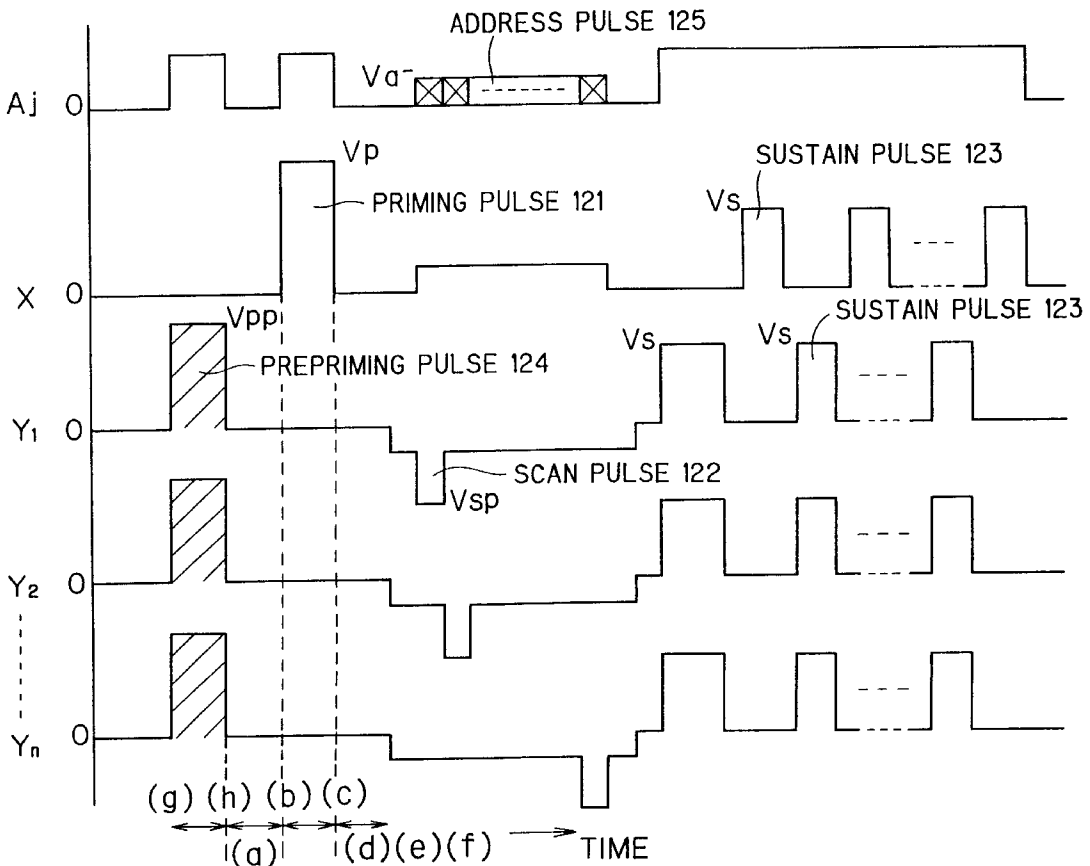 ADDRESS PULSE 125
Va
Aj 0
Vp
SUSTAIN PULSE 123
PRIMING PULSE 121
Vs
X 0
Vpp
SUSTAIN PULSE 123
Vs Vs
PREPRIMING PULSE 124
Y1 0
SCAN PULSE 122
Vsp
Y2 0
Yn 0
(g) (h) (b) (c)
(a) (d) (e) (f) TIME